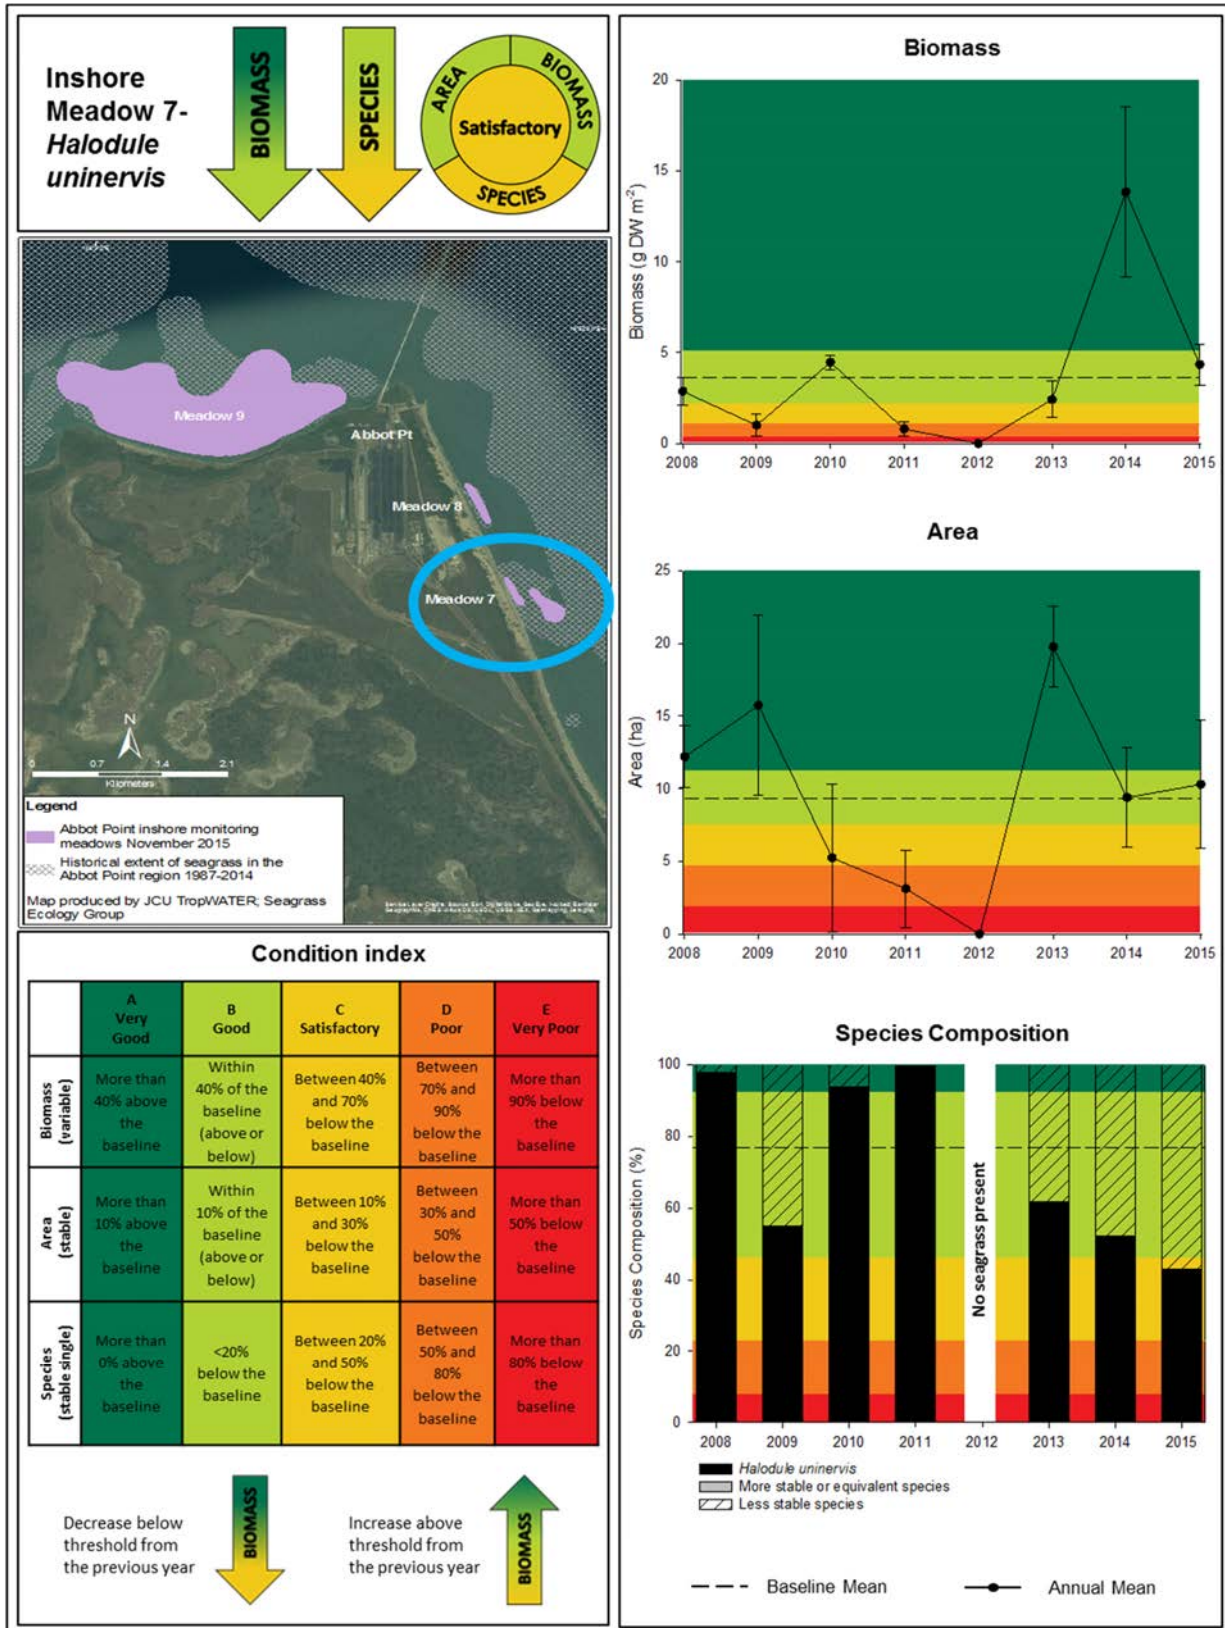 Inshore
Meadow 7-
Halodule
uninervis
BIOMASS
SPECIES
AREA
BIOMASS
SPECIES
Satisfactory
Meadow 9
Abbot Pt
Meadow 8
Meadow 7
N
0 0.7 1.4 2.1
Kilometers
Legend
Abbot Point inshore monitoring
meadows November 2015
Historical extent of seagrass in the
Abbot Point region 1987-2014
Map produced by JCU TropWATER; Seagrass
Ecology Group
Condition index
A
Very
Good
B
Good
C
Satisfactory
D
Poor
E
Very Poor
Biomass
(variable)
More than
40% above
the
baseline
Within
40% of the
baseline
(above or
below)
Between 40%
and 70%
below the
baseline
Between
70% and
90%
below the
baseline
More than
90% below
the
baseline
Area
(stable)
More than
10% above
the
baseline
Within
10% of the
baseline
(above or
below)
Between 10%
and 30%
below the
baseline
Between
30% and
50%
below the
baseline
More than
50% below
the
baseline
Species
(stable single)
More than
0% above
the
baseline
<20%
below the
baseline
Between 20%
and 50%
below the
baseline
Between
50% and
80%
below the
baseline
More than
80% below
the
baseline
Decrease below
threshold from
the previous year
BIOMASS
Increase above
threshold from
the previous year
BIOMASS
Biomass
Biomass (g DW m-2)
20
15
10
5
0
2008 2009 2010 2011 2012 2013 2014 2015
Area
Area (ha)
25
20
15
10
5
0
2008 2009 2010 2011 2012 2013 2014 2015
Species Composition
Species Composition (%)
100
80
60
40
20
0
No seagrass present
2008 2009 2010 2011 2012 2013 2014 2015
Halodule uninervis
More stable or equivalent species
Less stable species
Baseline Mean
Annual Mean